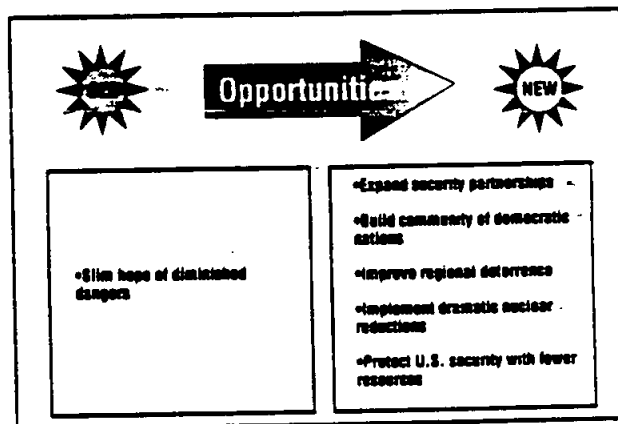 Opportunities
NEW
•Slim hope of diminished
dangers
•Expand security partnerships
•Build community of democratic
nations
•Improve regional deterrence
•Implement dramatic nuclear
reductions
•Protect U.S. security with fewer
resources